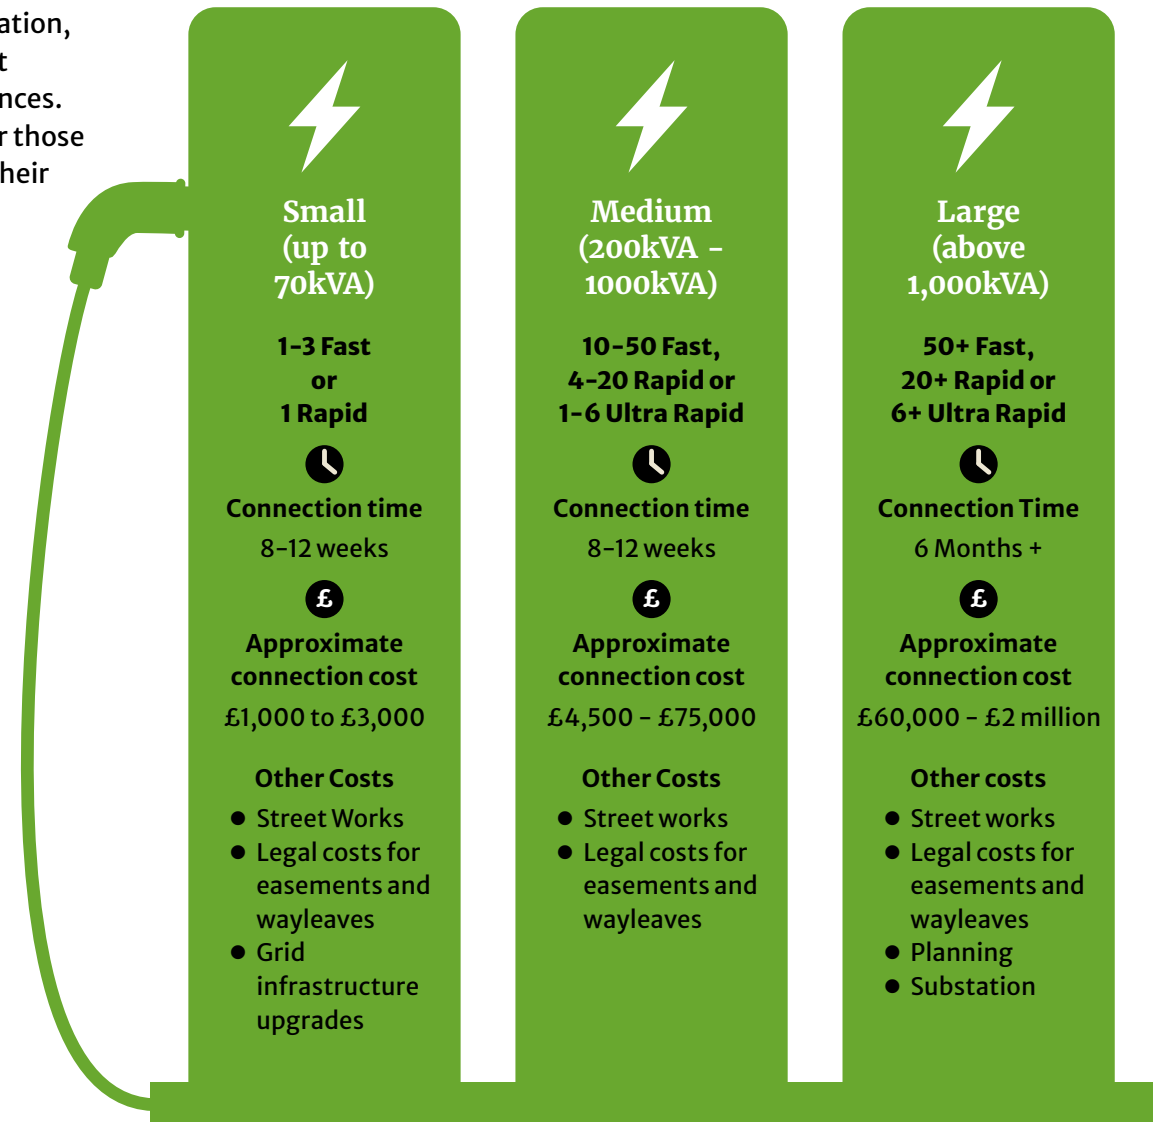 t
those
Small
(up to
70kVA)
1-3 Fast
or
1 Rapid
Connection time
8-12 weeks
£
Approximate
connection cost
£1,000 to £3,000
Other Costs
● Street Works
● Legal costs for
easements and
wayleaves
● Grid
infrastructure
upgrades
Medium
(200kVA -
1000kVA)
10-50 Fast,
4-20 Rapid or
1-6 Ultra Rapid
Connection time
8-12 weeks
£
Approximate
connection cost
£4,500 - £75,000
Other Costs
● Street works
● Legal costs for
easements and
wayleaves
Large
(above
1,000kVA)
50+ Fast,
20+ Rapid or
6+ Ultra Rapid
Connection Time
6 Months +
£
Approximate
connection cost
£60,000 - £2 million
Other costs
● Street works
● Legal costs for
easements and
wayleaves
● Planning
● Substation